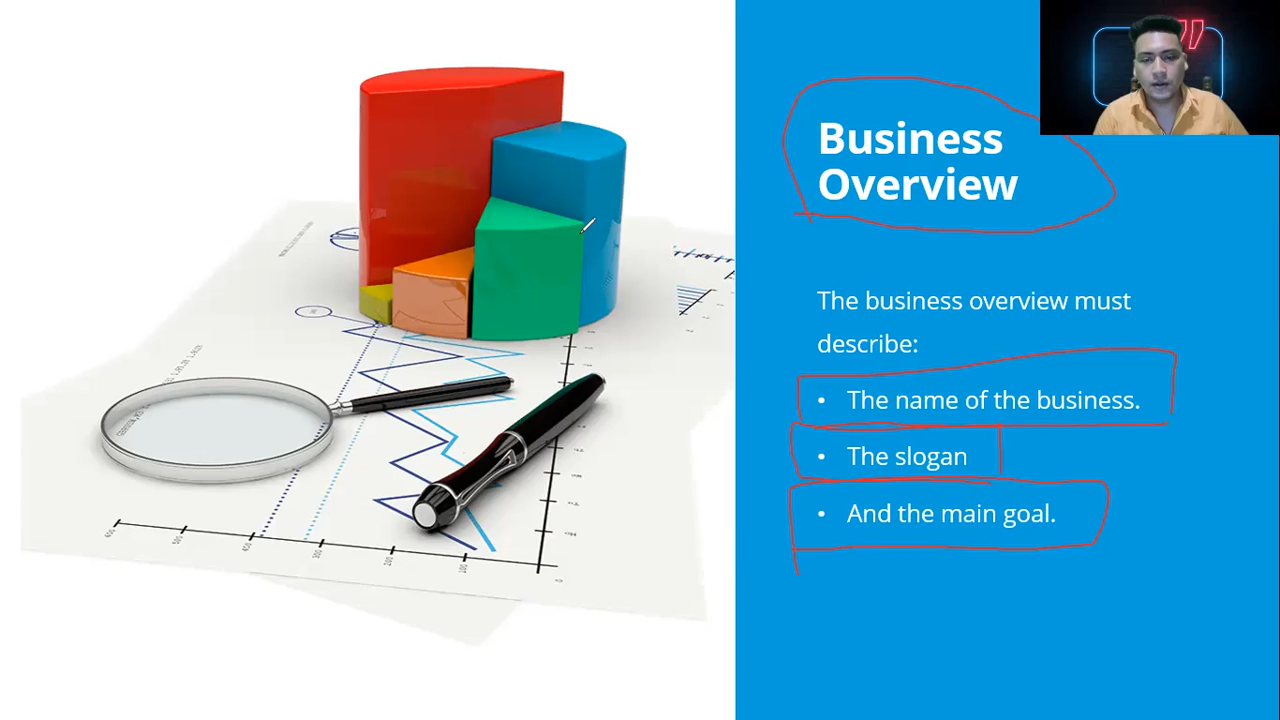 Business
Overview
The business overview must
describe:
• The name of the business.
• The slogan
• And the main goal.